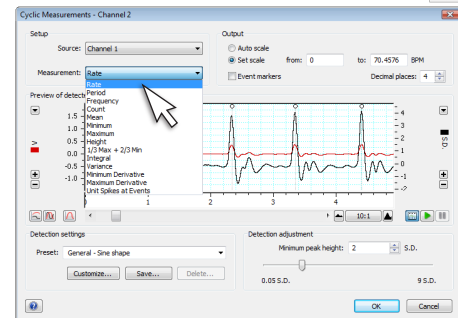 Cyclic Measurements - Channel 2
Setup
Source: Channel 1
Measurement: Rate
Rate
Period
Frequency
Count
Mean
Minimum
Maximum
Height
1/3 Max + 2/3 Min
Integral
Variance
Minimum Derivative
Maximum Derivative
Unit Spikes at Events
Output
Auto scale
Set scale from: 0 to: 70.4576 BPM
Event markers Decimal places: 4
Preview of detect
1.5
1.0
0.5
0.0
-0.5
-1.0
V
4
3
2
1
0
-1
-2
S.D.
1 2 3 4
10:1
Detection settings
Preset: General - Sine shape
Customize... Save... Delete...
Detection adjustment
Minimum peak height: 2 S.D.
0.05 S.D. 9 S.D.
OK Cancel